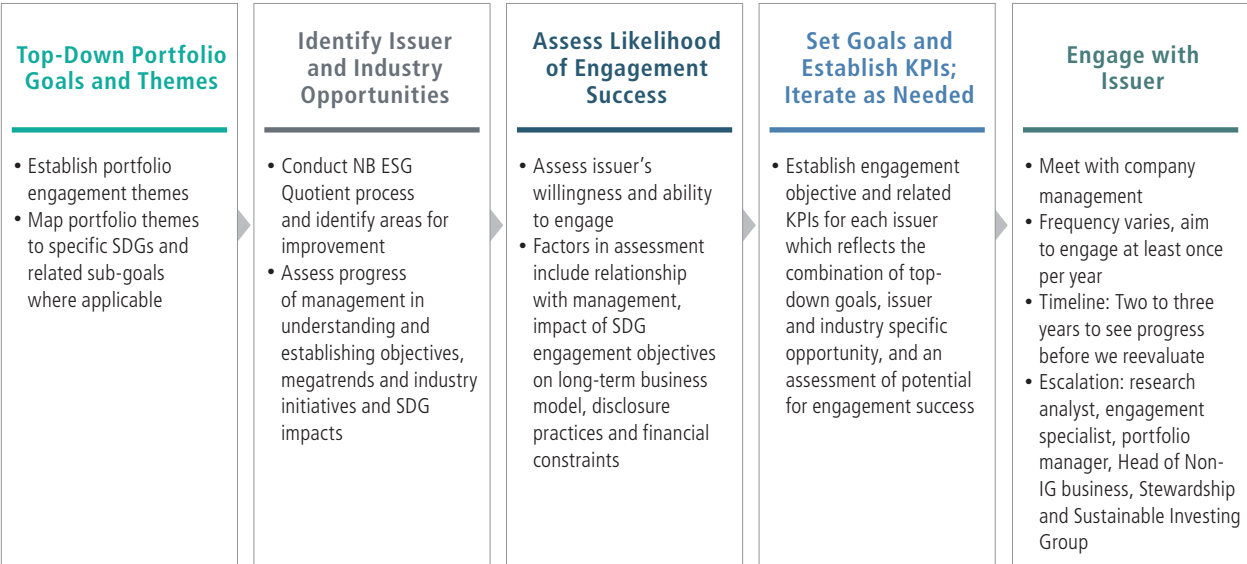 Top-Down Portfolio
Goals and Themes
• Establish portfolio
engagement themes
• Map portfolio themes
to specific SDGs and
related sub-goals
where applicable
Identify Issuer
and Industry
Opportunities
• Conduct NB ESG
Quotient process
and identify areas for
improvement
• Assess progress
of management in
understanding and
establishing objectives,
megatrends and industry
initiatives and SDG
impacts
Assess Likelihood
of Engagement
Success
• Assess issuer’s
willingness and ability
to engage
• Factors in assessment
include relationship
with management,
impact of SDG
engagement objectives
on long-term business
model, disclosure
practices and financial
constraints
Set Goals and
Establish KPIs;
Iterate as Needed
• Establish engagement
objective and related
KPIs for each issuer
which reflects the
combination of top-
down goals, issuer
and industry specific
opportunity, and an
assessment of potential
for engagement success
Engage with
Issuer
• Meet with company
management
• Frequency varies, aim
to engage at least once
per year
• Timeline: Two to three
years to see progress
before we reevaluate
• Escalation: research
analyst, engagement
specialist, portfolio
manager, Head of Non-
IG business, Stewardship
and Sustainable Investing
Group